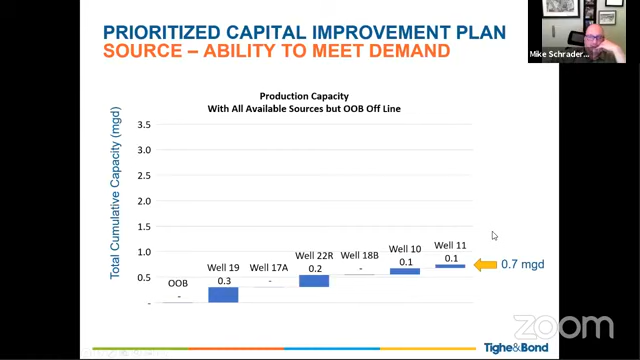 PRIORITIZED CAPITAL IMPROVEMENT PLAN
SOURCE – ABILITY TO MEET DEMAND
Mike Schrader...
Production Capacity
With All Available Sources but OOB Off Line
Total Cumulative Capacity (mgd)
3.5
3.0
2.5
2.0
1.5
1.0
0.5
-
OOB
-
Well 19
0.3
Well 17A
-
Well 22R
0.2
Well 18B
-
Well 10
0.1
Well 11
0.1
0.7 mgd
zoom
Tighe&Bond